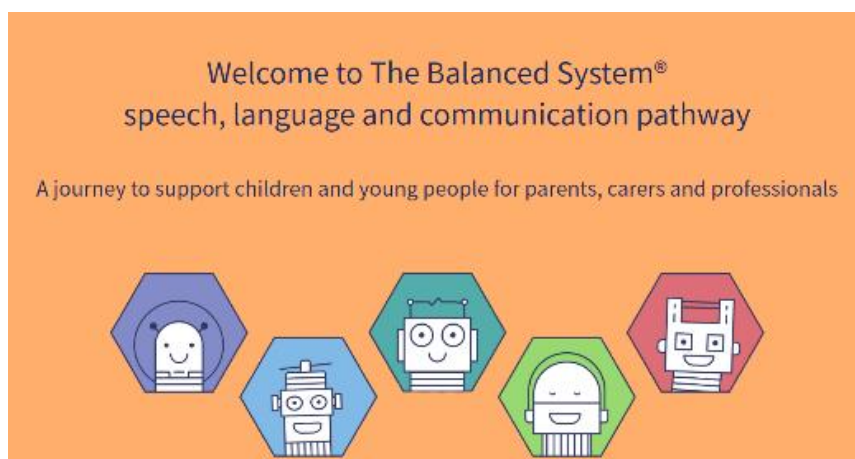 Welcome to The Balanced System®
speech, language and communication pathway
A journey to support children and young people for parents, carers and professionals